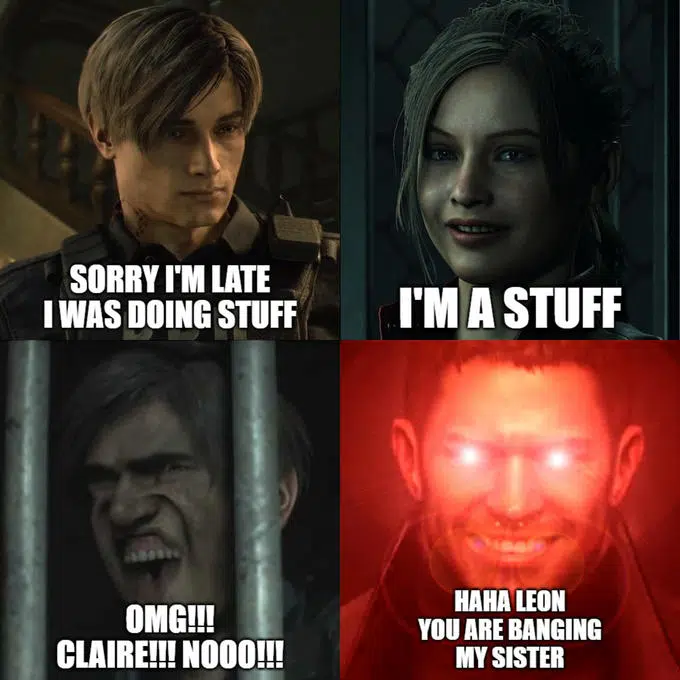 SORRY I'M LATE
I WAS DOING STUFF
I'M A STUFF
OMG!!!
CLAIRE!!! NOOO!!!
HAHA LEON
YOU ARE BANGING
MY SISTER